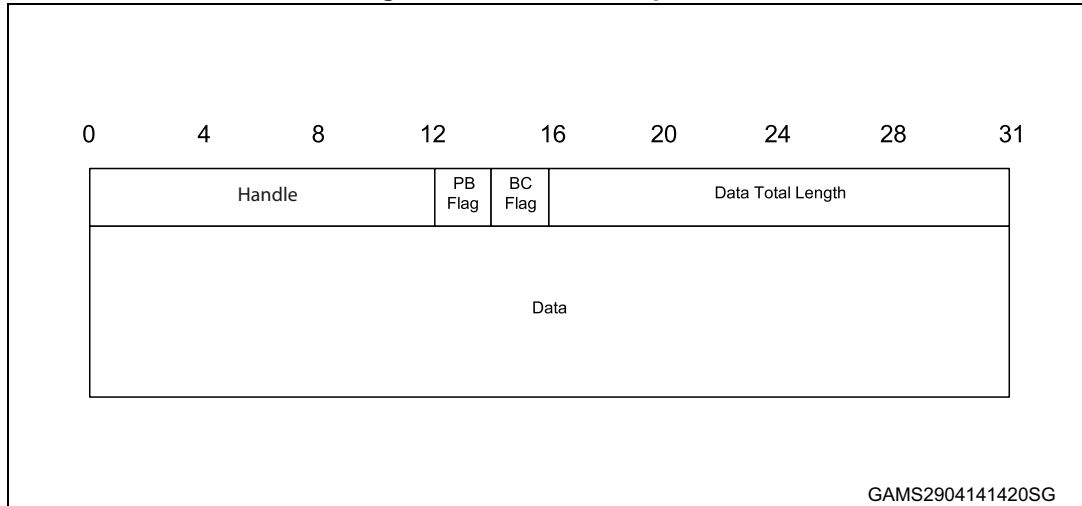 0 4 8 12 16 20 24 28 31
Handle PB Flag BC Flag Data Total Length
Data
GAMS2904141420SG